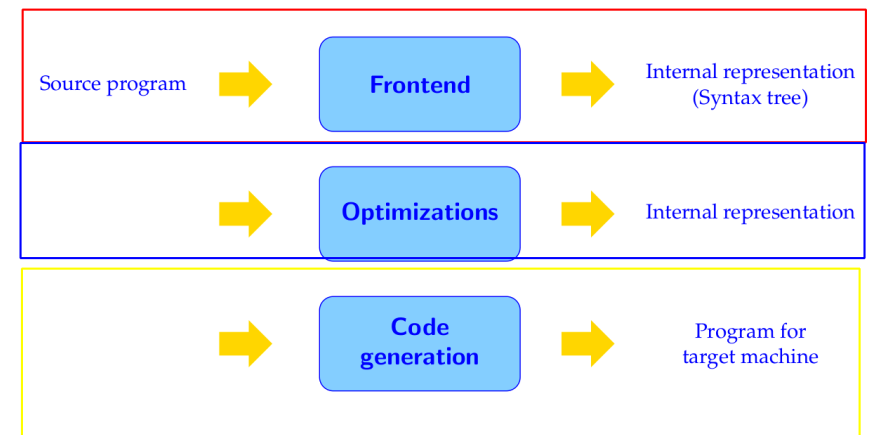 Source program
Frontend
Internal representation
(Syntax tree)
Optimizations
Internal representation
Code
generation
Program for
target machine